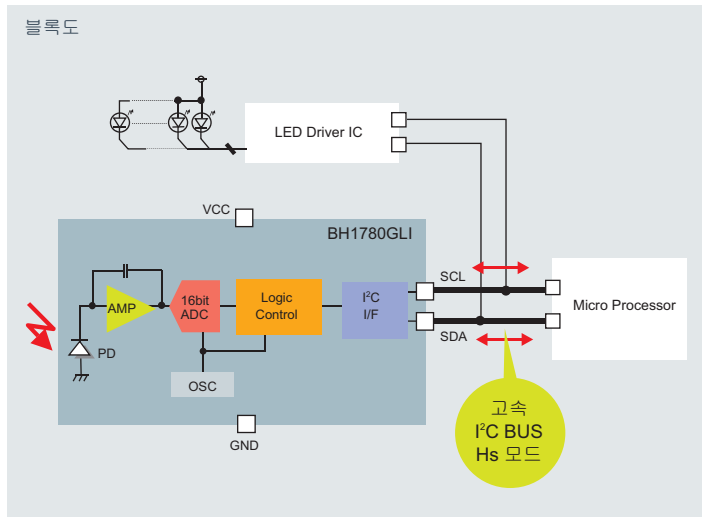 블록도
LED Driver IC
VCC
BH1780GLI
AMP
16bit
ADC
Logic
Control
I²C
I/F
SCL
SDA
Micro Processor
PD
OSC
GND
고속
I²C BUS
Hs 모드